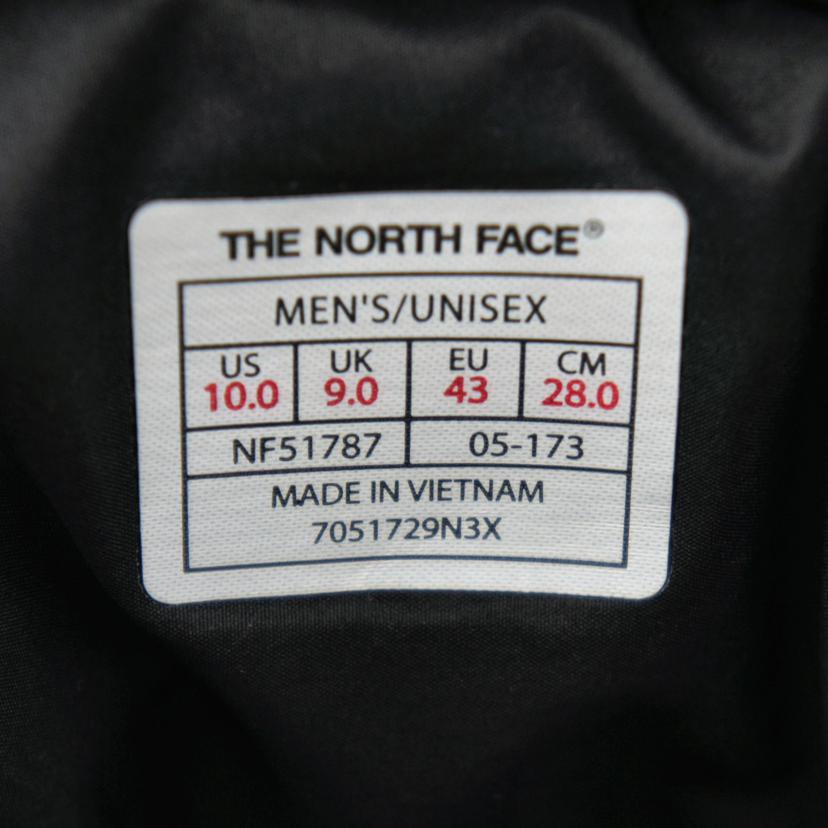 THE NORTH FACE®
MEN'S/UNISEX
US UK EU CM
10.0 9.0 43 28.0
NF51787 05-173
MADE IN VIETNAM
7051729N3X